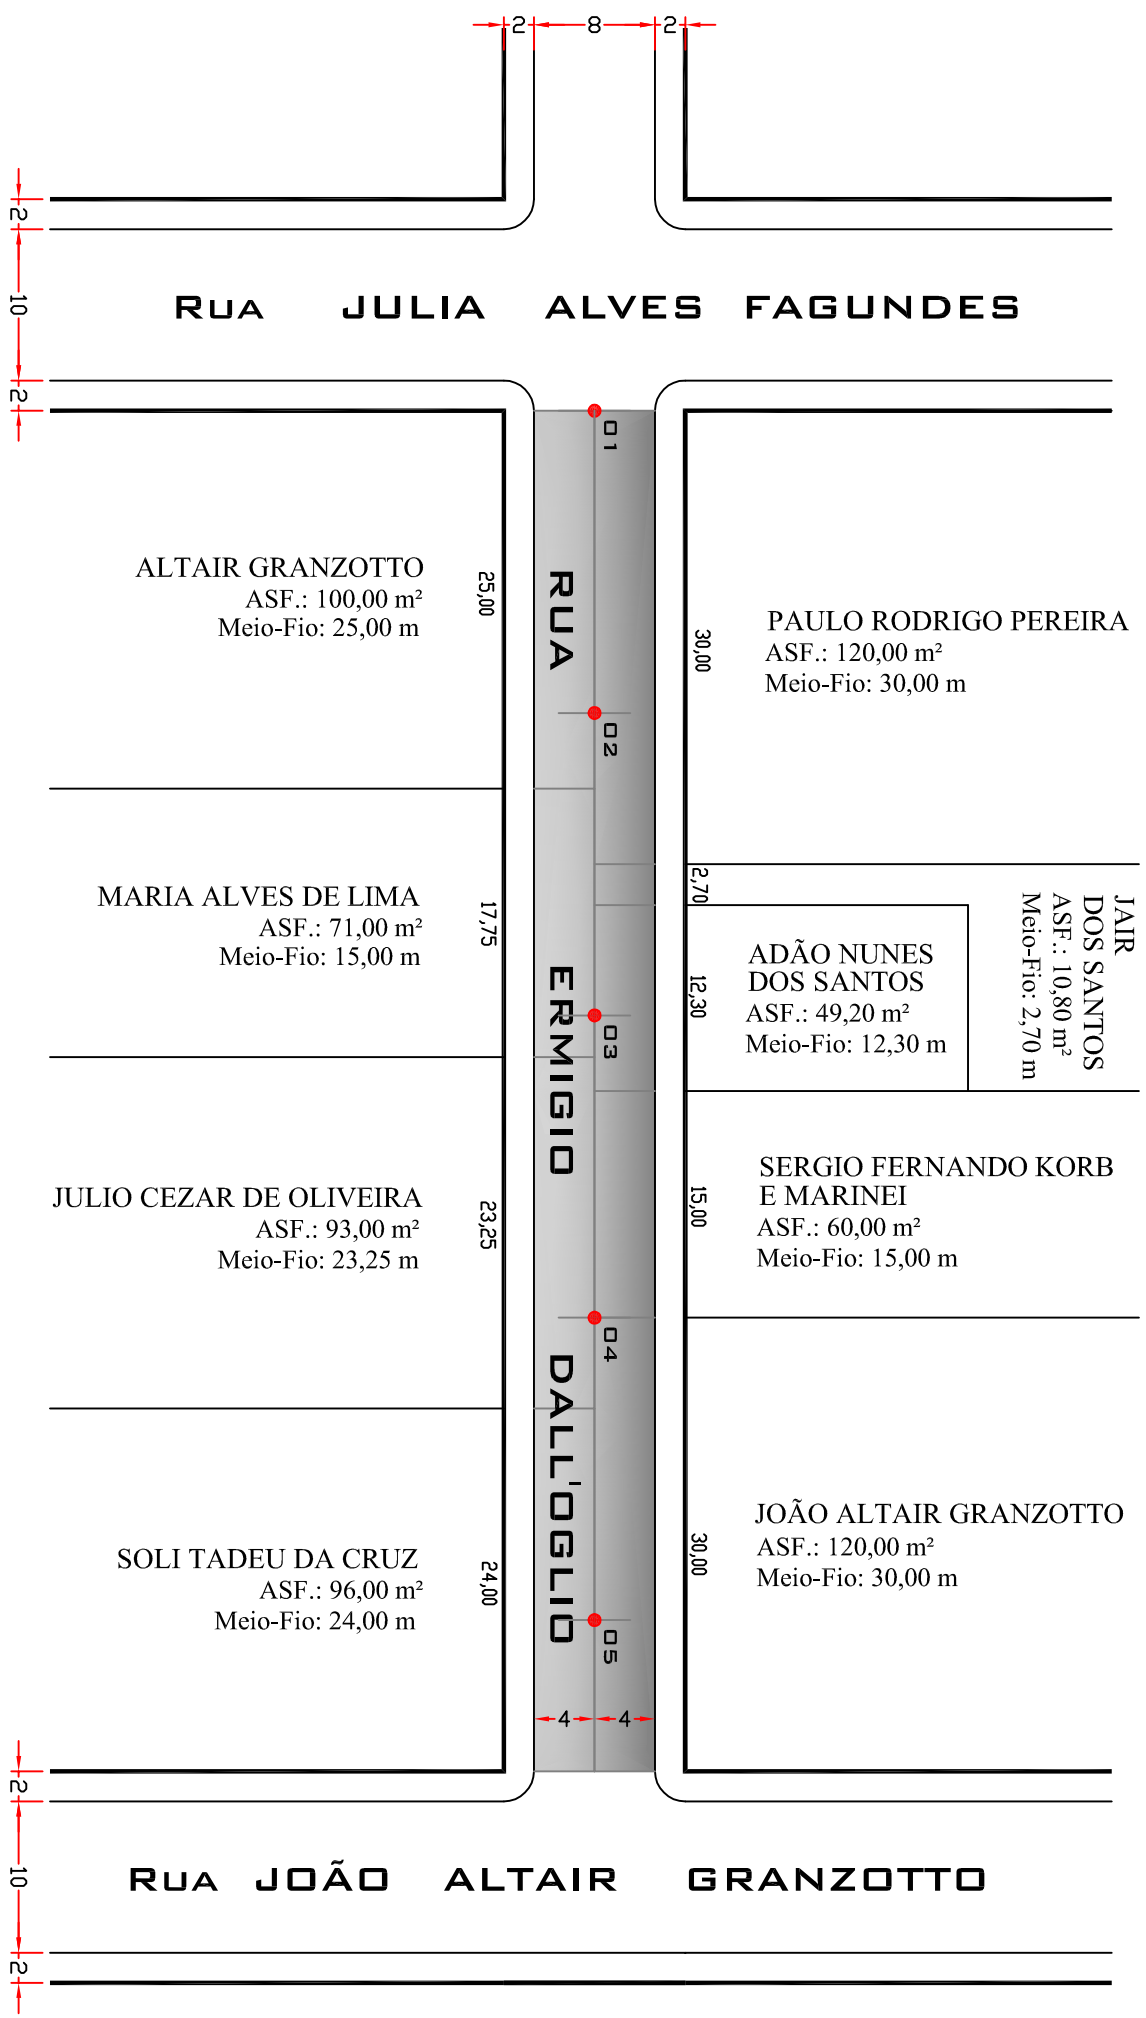 2
8
2
2
10
2
Rua JULIA ALVES FAGUNDES
01
ALTAIR GRANZOTTO
ASF.: 100,00 m²
Meio-Fio: 25,00 m
25,00
RUA ERMIGIO DALL'OGLIO
30,00
PAULO RODRIGO PEREIRA
ASF.: 120,00 m²
Meio-Fio: 30,00 m
02
MARIA ALVES DE LIMA
ASF.: 71,00 m²
Meio-Fio: 15,00 m
17,75
2,70
JAIR
DOS SANTOS
ASF.: 10,80 m²
Meio-Fio: 2,70 m
12,30
ADÃO NUNES
DOS SANTOS
ASF.: 49,20 m²
Meio-Fio: 12,30 m
03
JULIO CEZAR DE OLIVEIRA
ASF.: 93,00 m²
Meio-Fio: 23,25 m
23,25
15,00
SERGIO FERNANDO KORB
E MARINEI
ASF.: 60,00 m²
Meio-Fio: 15,00 m
04
SOLI TADEU DA CRUZ
ASF.: 96,00 m²
Meio-Fio: 24,00 m
24,00
30,00
JOÃO ALTAIR GRANZOTTO
ASF.: 120,00 m²
Meio-Fio: 30,00 m
05
4
4
2
10
2
Rua JOÃO ALTAIR GRANZOTTO